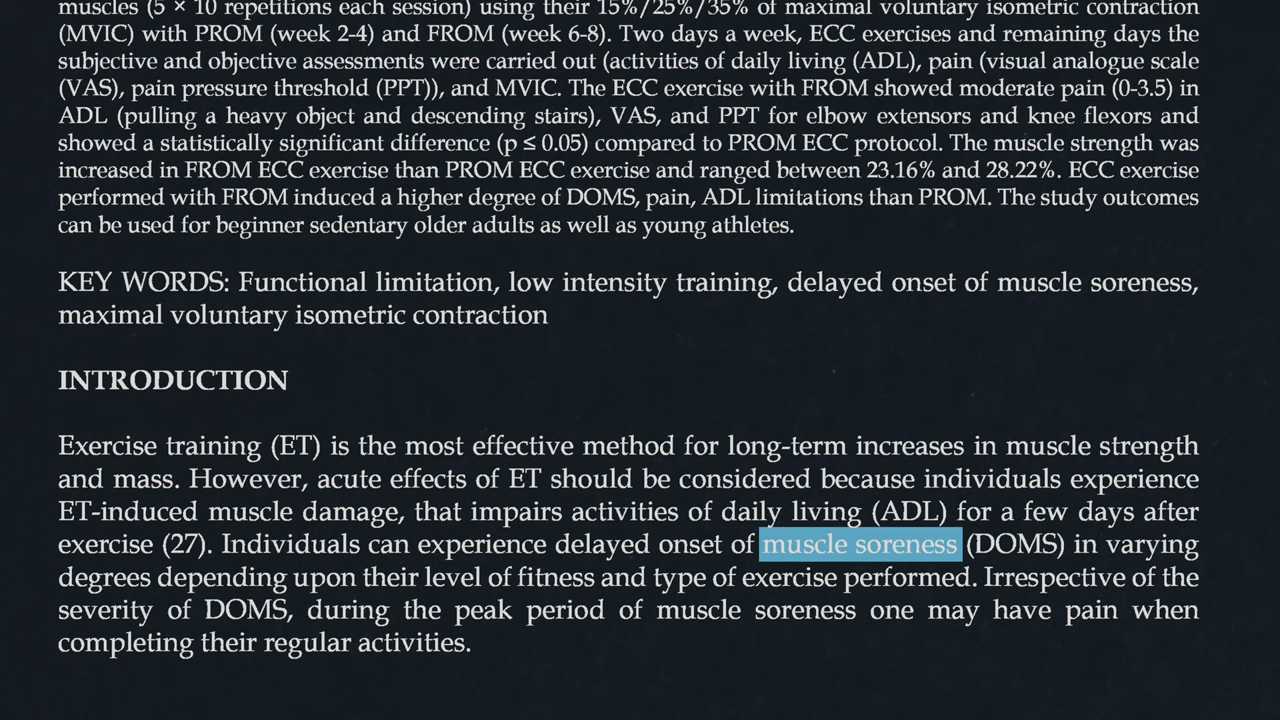 muscles (5 × 10 repetitions each session) using their 15%/25%/35% of maximal voluntary isometric contraction
(MVIC) with PROM (week 2-4) and FROM (week 6-8). Two days a week, ECC exercises and remaining days the
subjective and objective assessments were carried out (activities of daily living (ADL), pain (visual analogue scale
(VAS), pain pressure threshold (PPT)), and MVIC. The ECC exercise with FROM showed moderate pain (0-3.5) in
ADL (pulling a heavy object and descending stairs), VAS, and PPT for elbow extensors and knee flexors and
showed a statistically significant difference (p ≤ 0.05) compared to PROM ECC protocol. The muscle strength was
increased in FROM ECC exercise than PROM ECC exercise and ranged between 23.16% and 28.22%. ECC exercise
performed with FROM induced a higher degree of DOMS, pain, ADL limitations than PROM. The study outcomes
can be used for beginner sedentary older adults as well as young athletes.
KEY WORDS: Functional limitation, low intensity training, delayed onset of muscle soreness,
maximal voluntary isometric contraction
INTRODUCTION
Exercise training (ET) is the most effective method for long-term increases in muscle strength
and mass. However, acute effects of ET should be considered because individuals experience
ET-induced muscle damage, that impairs activities of daily living (ADL) for a few days after
exercise (27). Individuals can experience delayed onset of muscle soreness (DOMS) in varying
degrees depending upon their level of fitness and type of exercise performed. Irrespective of the
severity of DOMS, during the peak period of muscle soreness one may have pain when
completing their regular activities.